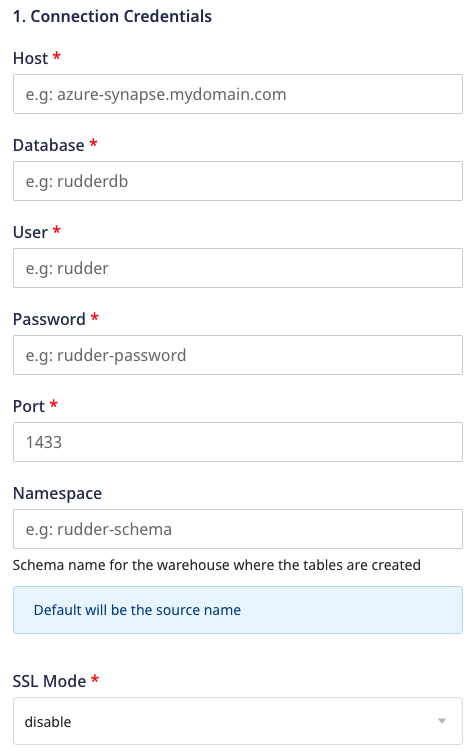 1. Connection Credentials
Host *
e.g: azure-synapse.mydomain.com
Database *
e.g: rudderdb
User *
e.g: rudder
Password *
e.g: rudder-password
Port *
1433
Namespace
e.g: rudder-schema
Schema name for the warehouse where the tables are created
Default will be the source name
SSL Mode *
disable